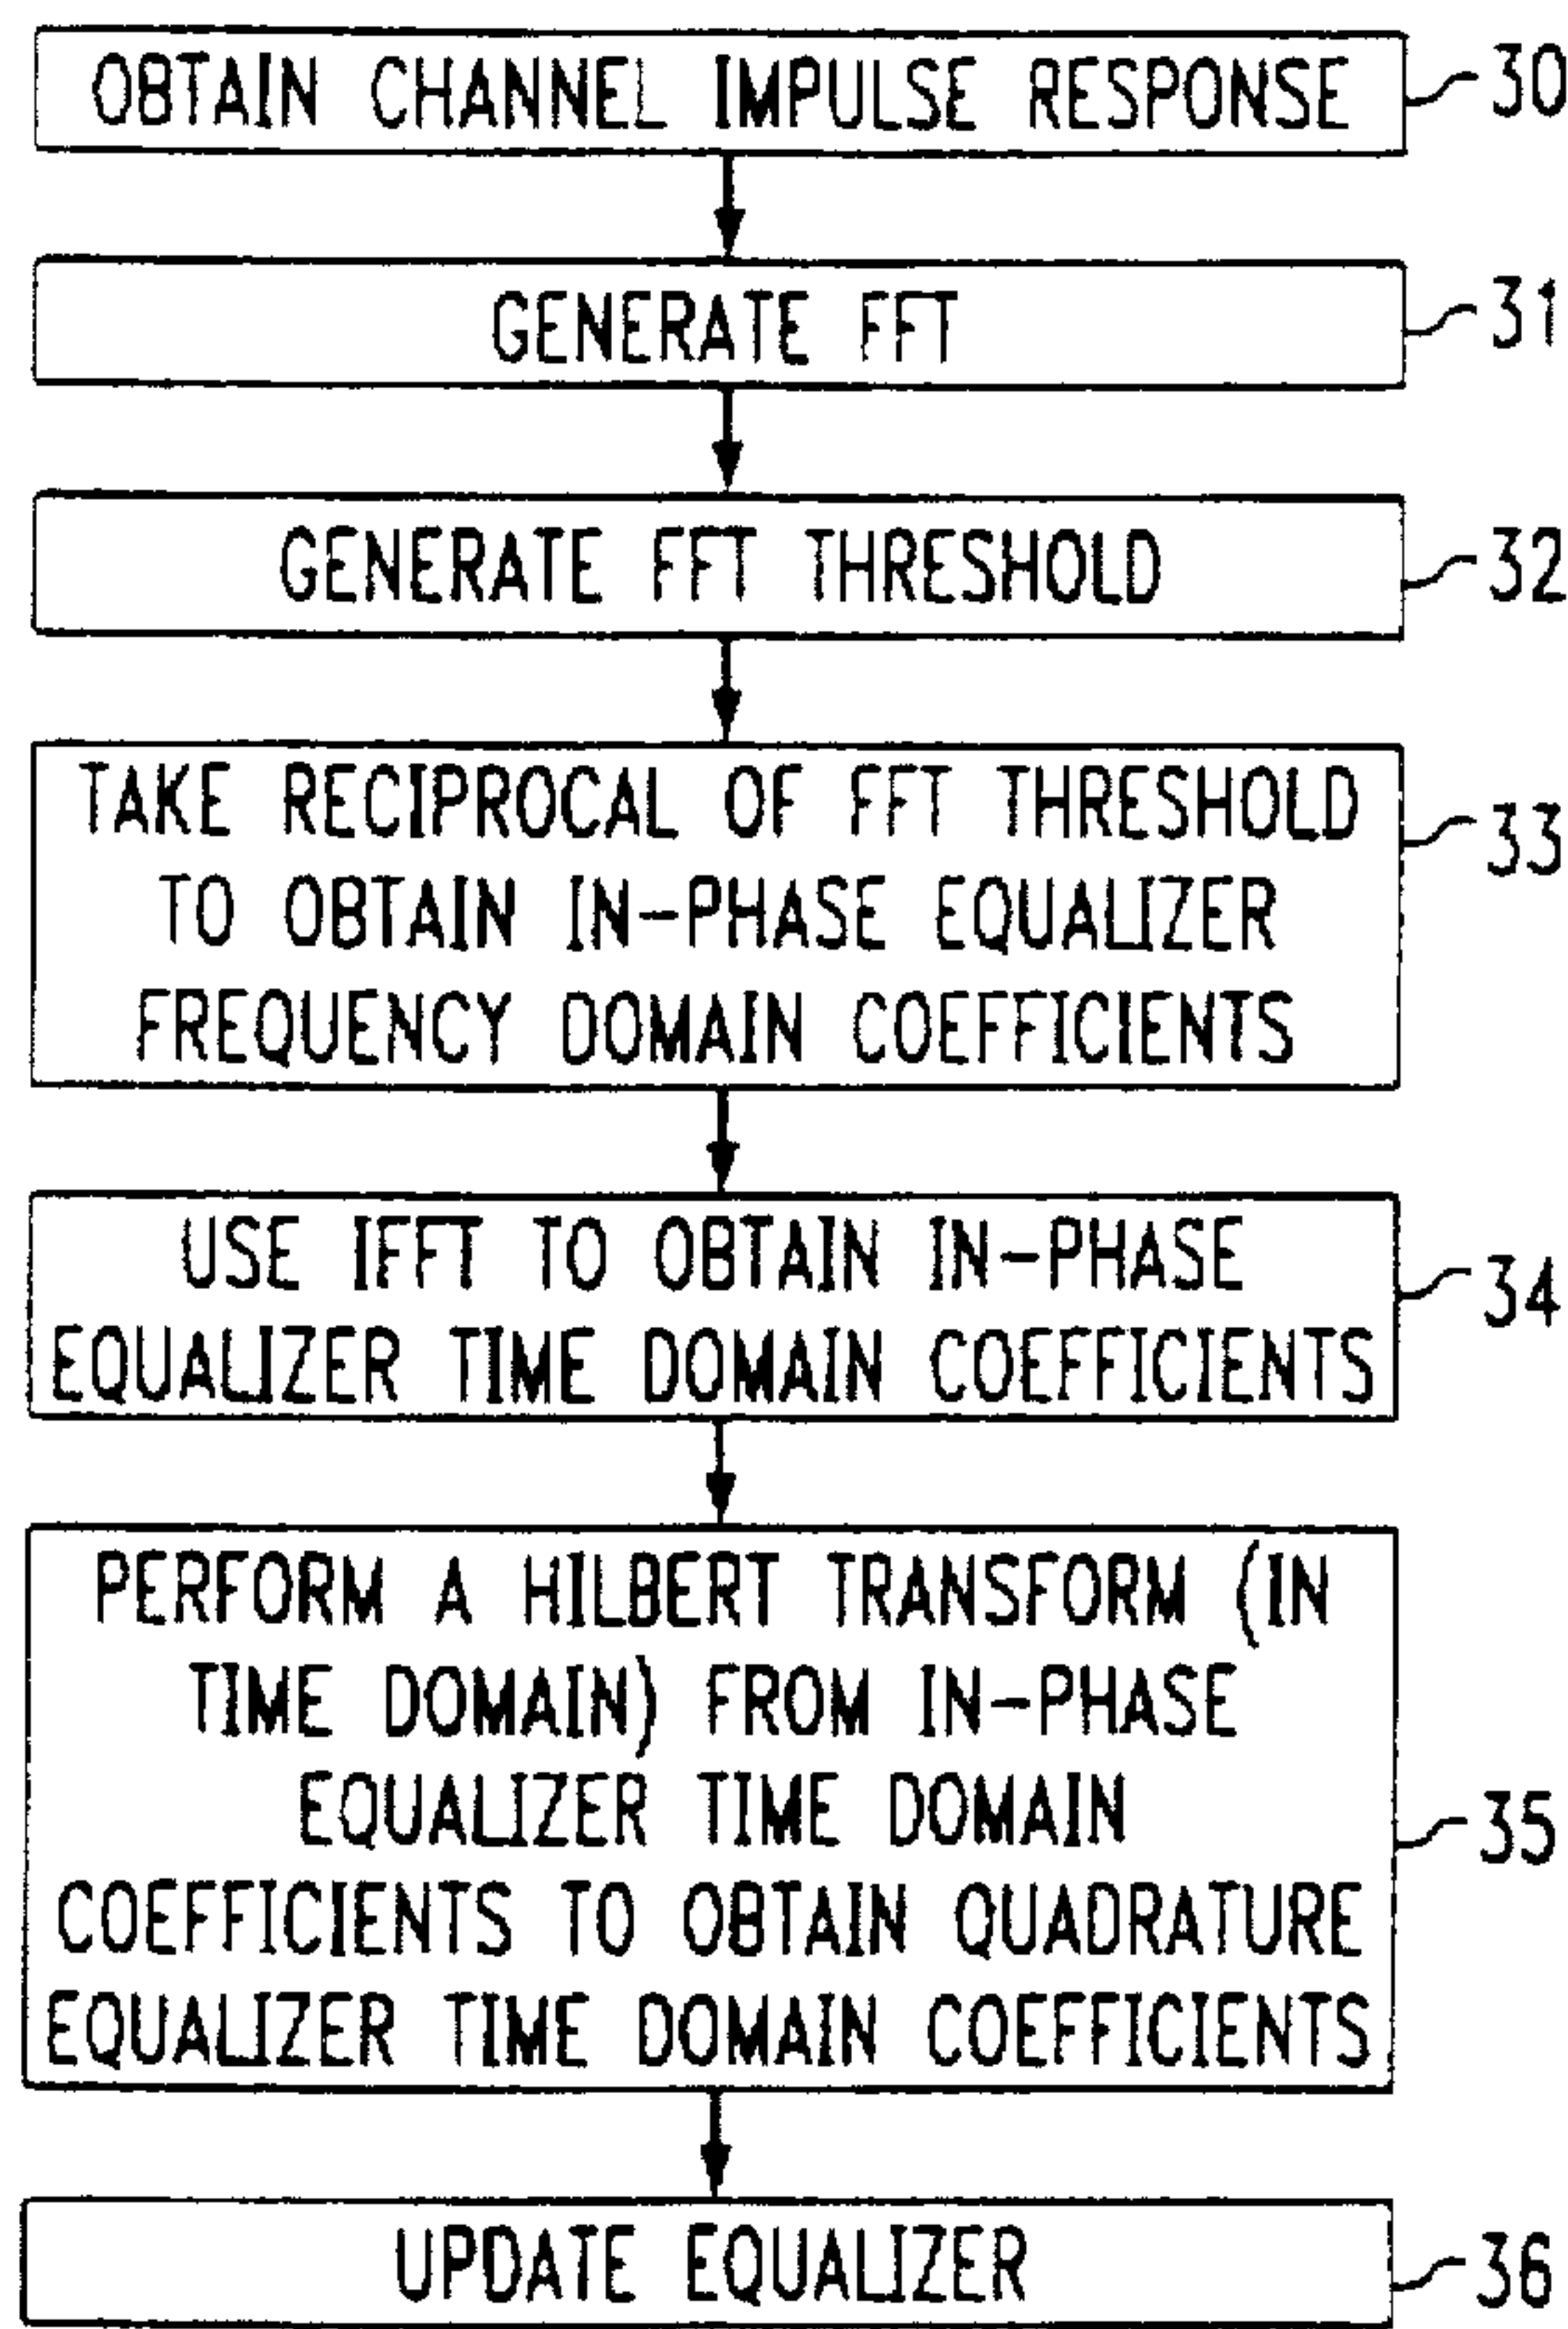 OBTAIN CHANNEL IMPULSE RESPONSE
30
GENERATE FFT
31
GENERATE FFT THRESHOLD
32
TAKE RECIPROCAL OF FFT THRESHOLD
TO OBTAIN IN-PHASE EQUALIZER
FREQUENCY DOMAIN COEFFICIENTS
33
USE IFFT TO OBTAIN IN-PHASE
EQUALIZER TIME DOMAIN COEFFICIENTS
34
PERFORM A HILBERT TRANSFORM (IN
TIME DOMAIN) FROM IN-PHASE
EQUALIZER TIME DOMAIN
COEFFICIENTS TO OBTAIN QUADRATURE
EQUALIZER TIME DOMAIN COEFFICIENTS
35
UPDATE EQUALIZER
36